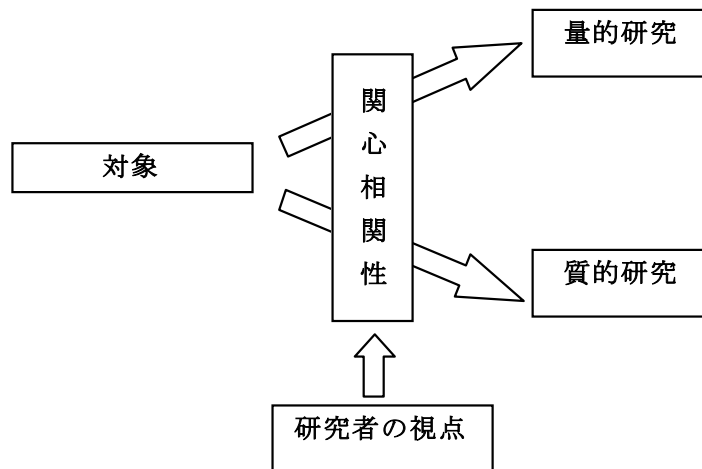 量的研究
関心相関性
対象
質的研究
研究者の視点